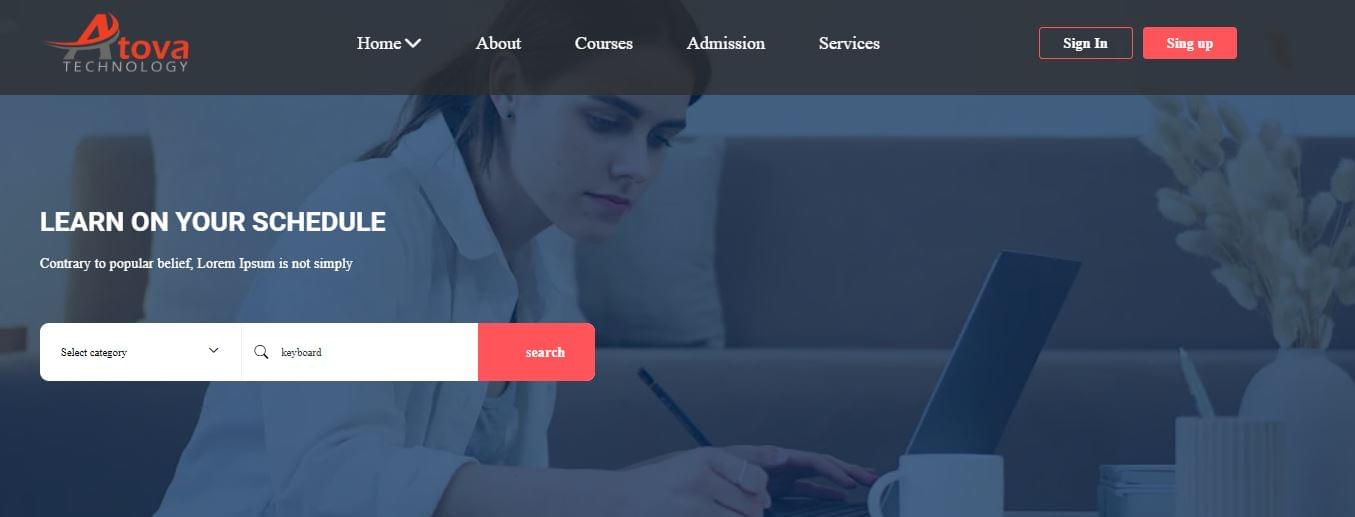 Atova
TECHNOLOGY
Home About Courses Admission Services Sign In Sing up
LEARN ON YOUR SCHEDULE
Contrary to popular belief, Lorem Ipsum is not simply
Select category keyboard search